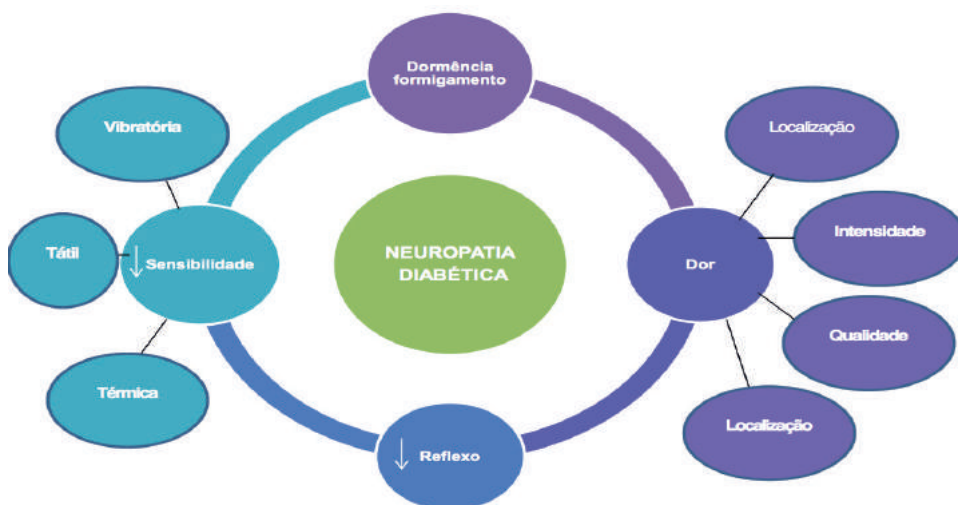 Dormência
formigamento
Vibratória
Localização
Tátil
↓ Sensibilidade
NEUROPATIA
DIABÉTICA
Dor
Intensidade
Qualidade
Térmica
Localização
↓ Reflexo